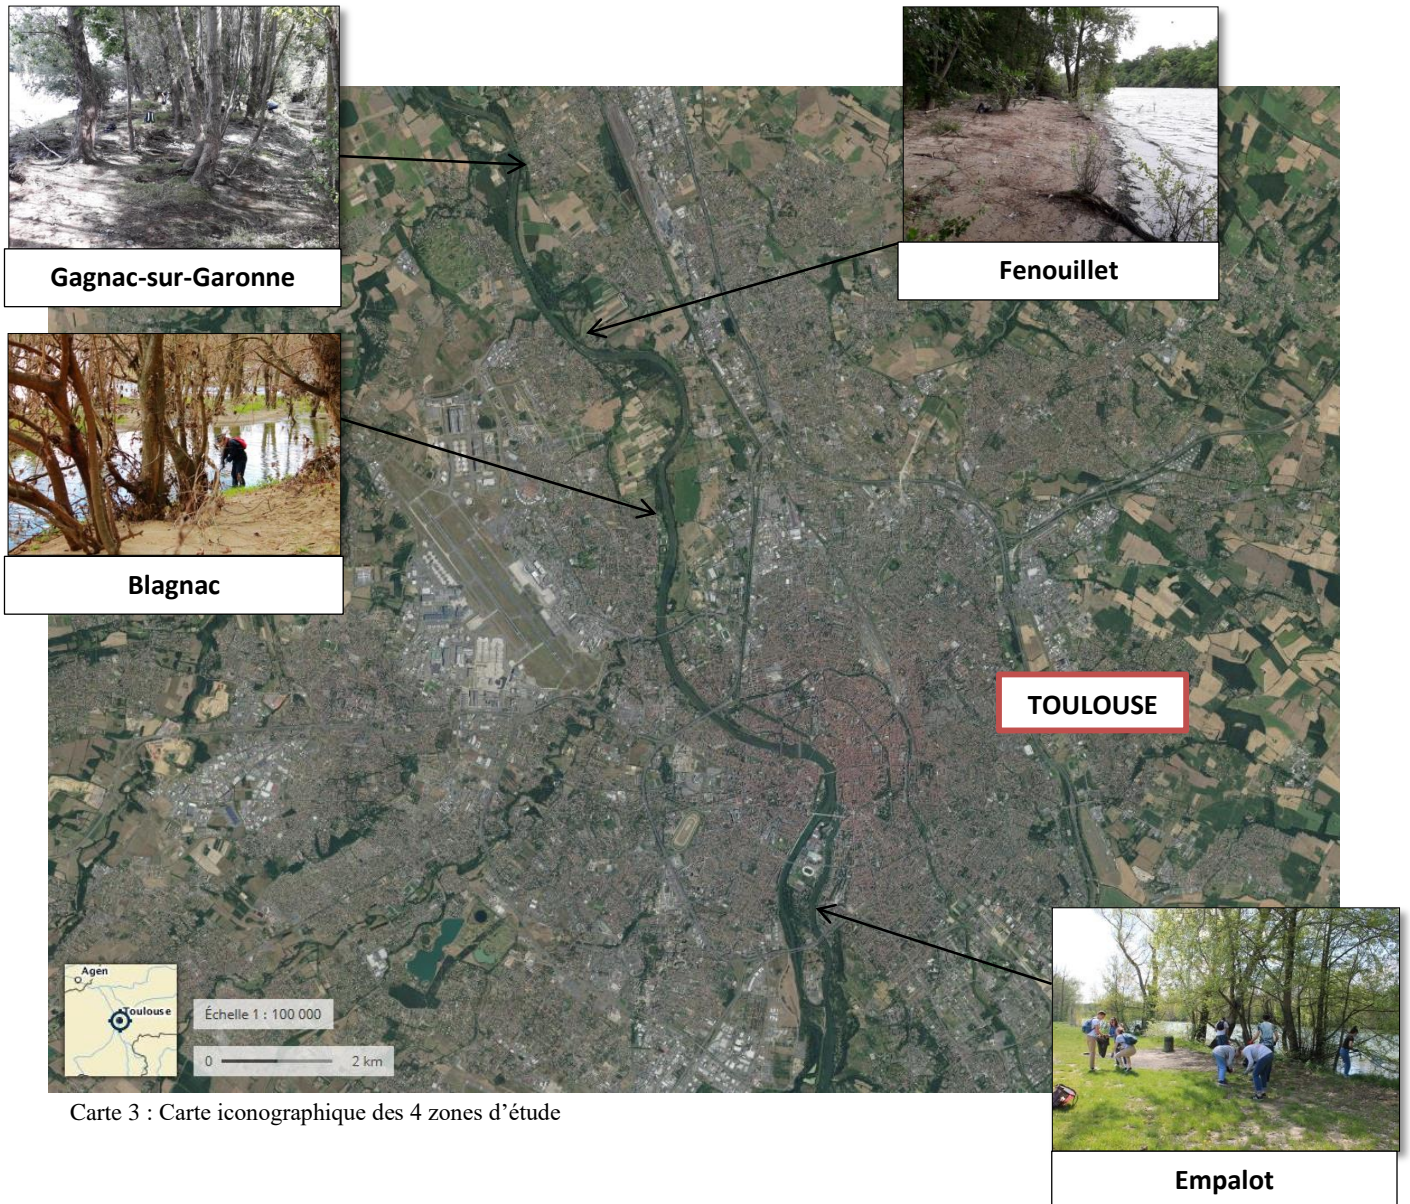 Gagnac-sur-Garonne
Fenouillet
Blagnac
TOULOUSE
Agen
Toulouse
Échelle 1 : 100 000
0 2 km
Empalot
Carte 3 : Carte iconographique des 4 zones d’étude